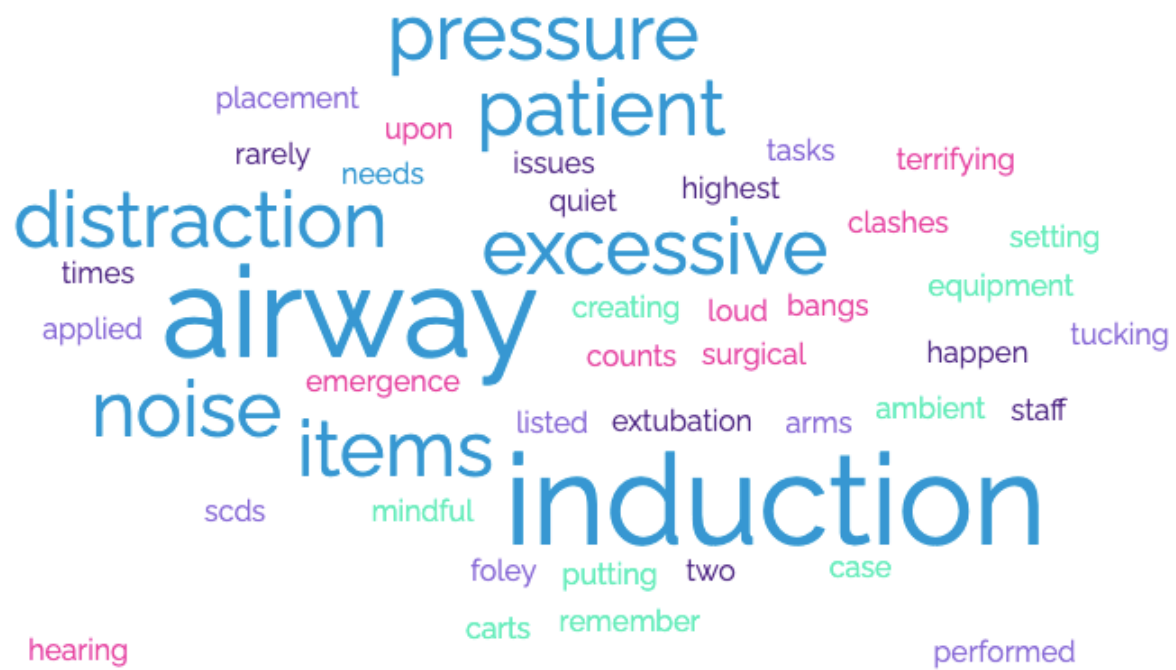 pressure
placement
patient
upon
rarely
issues
tasks
terrifying
needs
quiet
highest
distraction
excessive
clashes
setting
times
airway
creating
loud
bangs
equipment
applied
tucking
counts
surgical
happen
emergence
noise
items
listed
extubation
arms
ambient
staff
scds
mindful
induction
foley
putting
two
case
carts
remember
hearing
performed